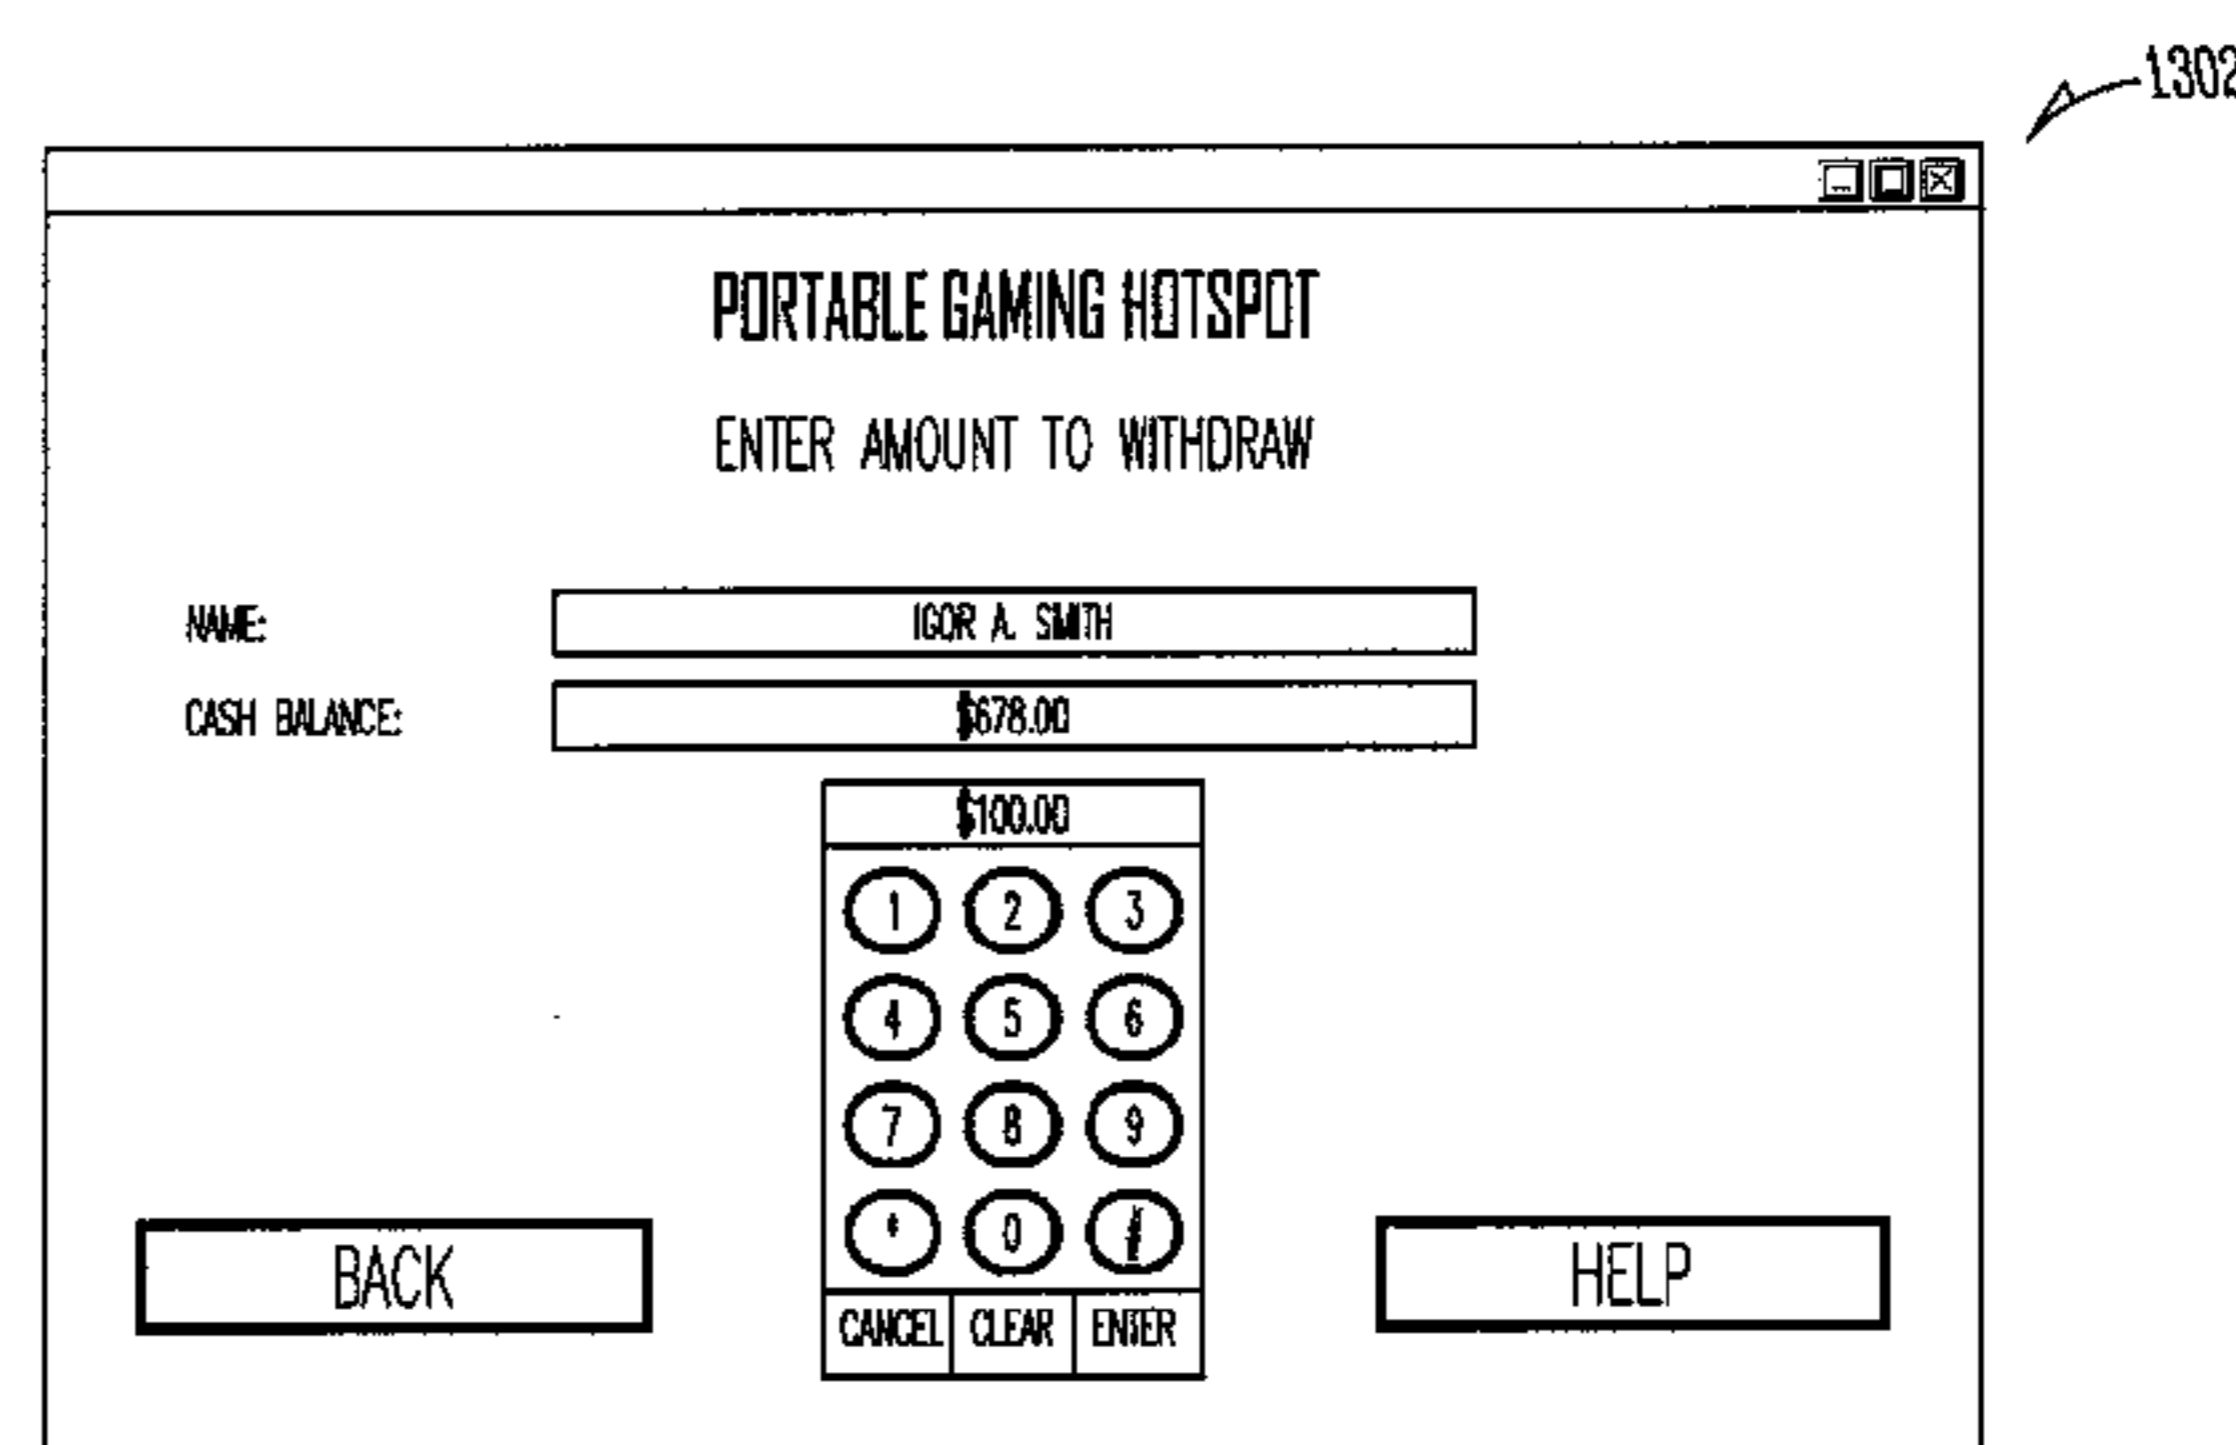 1302
PORTABLE GAMING HOTSPOT
ENTER AMOUNT TO WITHDRAW
NAME: IGOR A. SMITH
CASH BALANCE: $678.00
$100.00
1 2 3
4 5 6
7 8 9
* 0 #
CANCEL CLEAR ENTER
BACK HELP